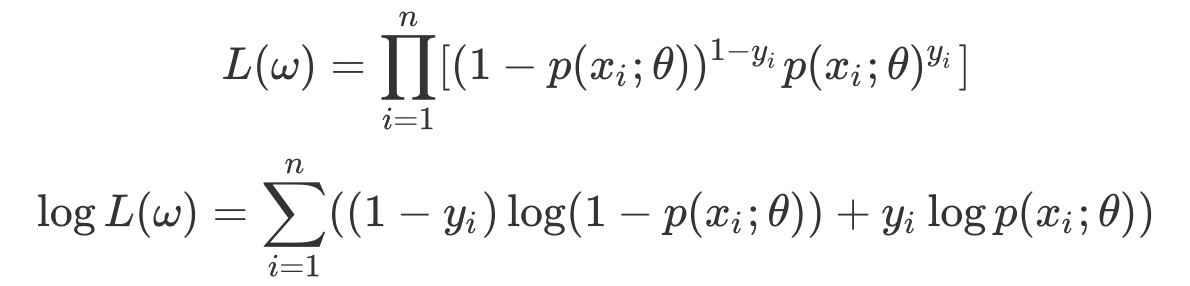 L(ω) = ∏_{i=1}^{n} [(1 − p(x_i; θ))^{1−y_i} p(x_i; θ)^{y_i}]
log L(ω) = ∑_{i=1}^{n} ((1 − y_i) log(1 − p(x_i; θ)) + y_i log p(x_i; θ))